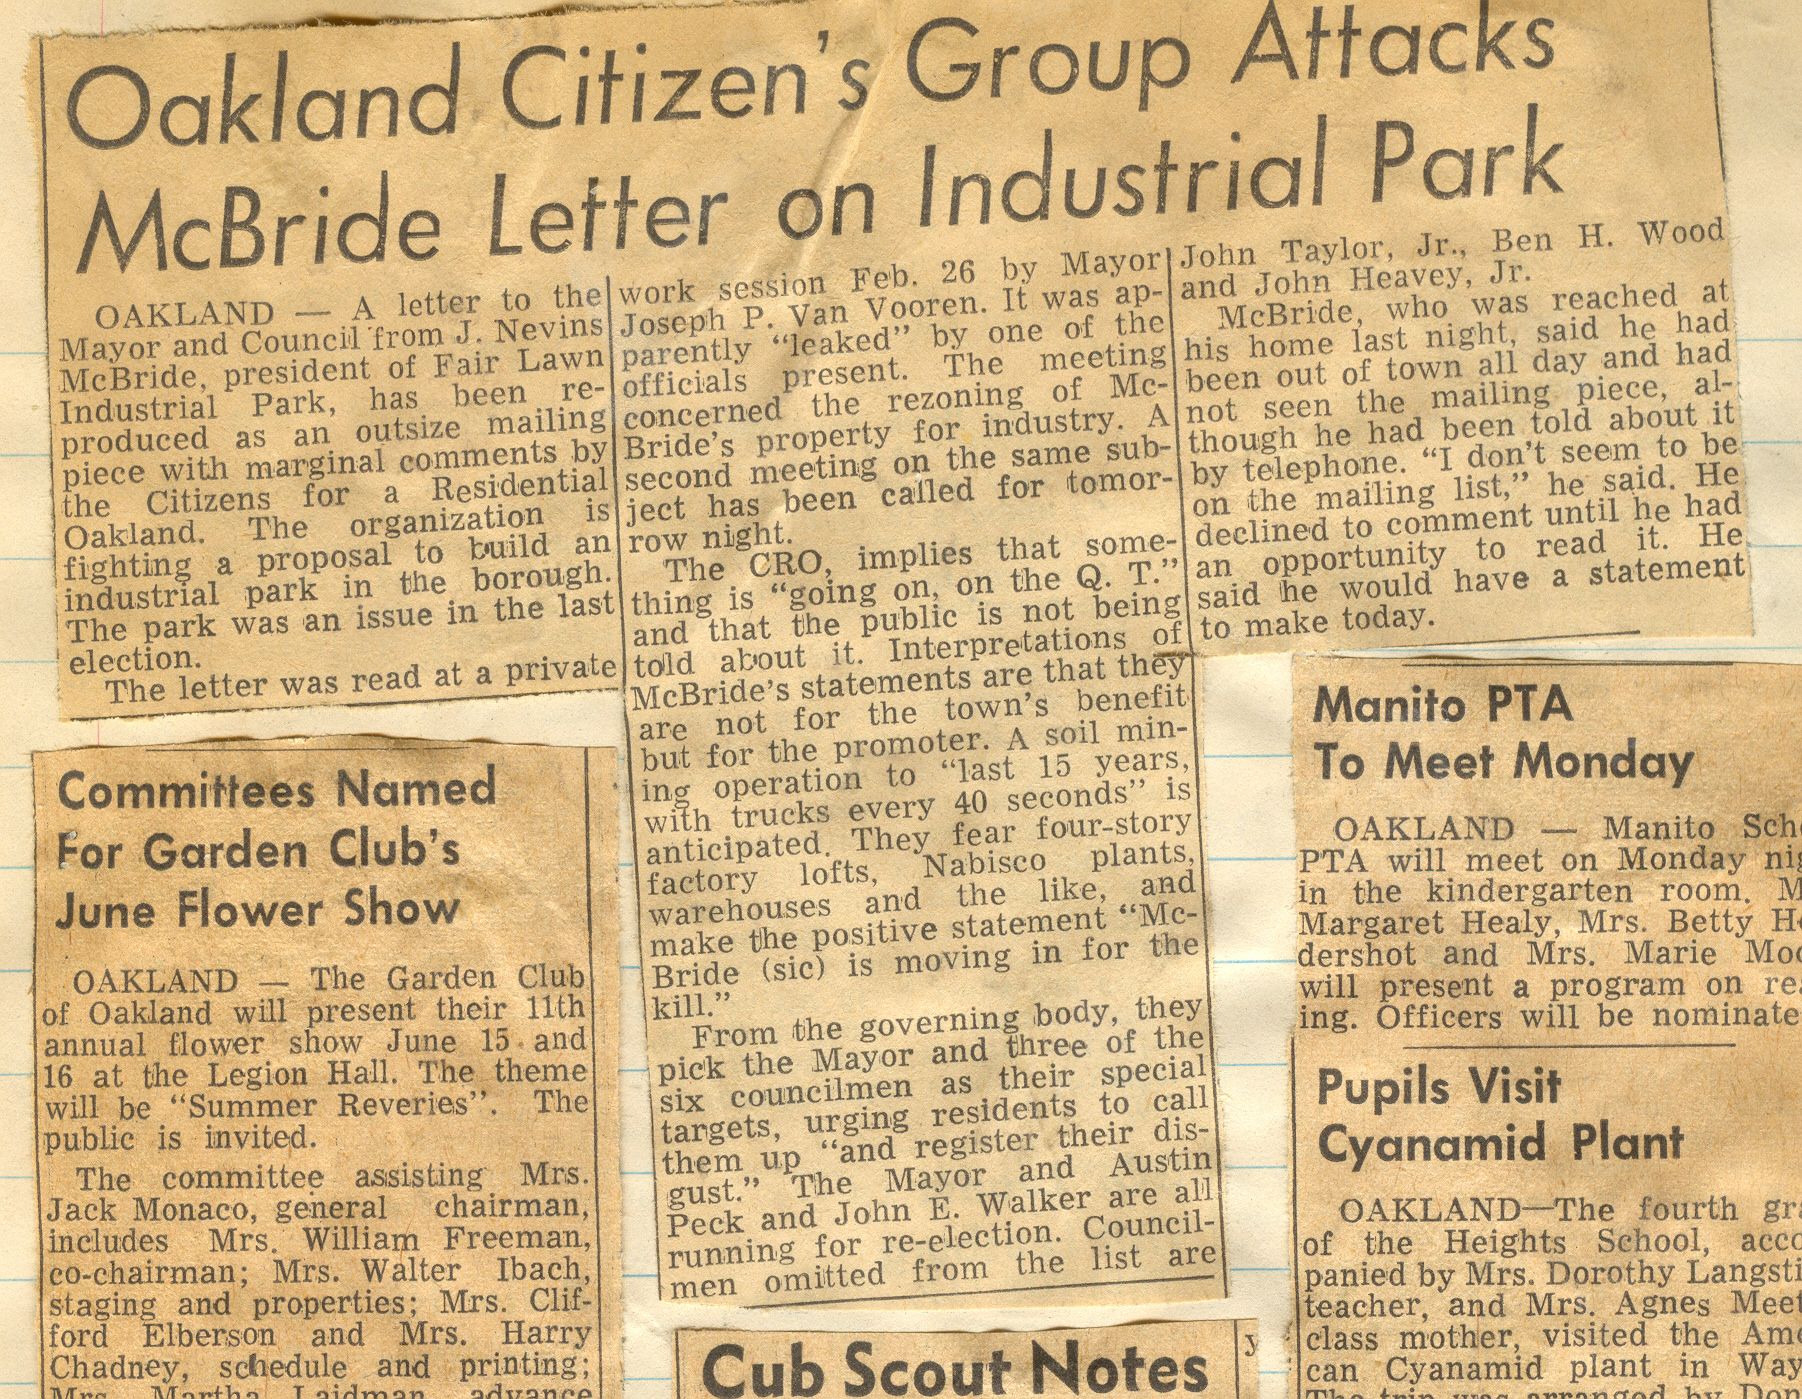 Oakland Citizen's Group Attacks
McBride Letter on Industrial Park
OAKLAND — A letter to the
Mayor and Council from J. Nevins
McBride, president of Fair Lawn
Industrial Park, has been re-
produced as an outsize mailing
piece with marginal comments by
the Citizens for a Residential
Oakland. The organization is
fighting a proposal to build an
industrial park in the borough.
The park was an issue in the last
election.
The letter was read at a private
work session Feb. 26 by Mayor
Joseph P. Van Vooren. It was ap-
parently "leaked" by one of the
officials present. The meeting
concerned the rezoning of Mc-
Bride's property for industry. A
second meeting on the same sub-
ject has been called for tomor-
row night.
The CRO, implies that some-
thing is "going on, on the Q. T."
and that the public is not being
told about it. Interpretations of
McBride's statements are that they
are not for the town's benefit
but for the promoter. A soil min-
ing operation to "last 15 years,
with trucks every 40 seconds" is
anticipated. They fear four-story
factory lofts, Nabisco plants,
warehouses and the like, and
make the positive statement "Mc-
Bride (sic) is moving in for the
kill."
From the governing body, they
pick the Mayor and three of the
six councilmen as their special
targets, urging residents to call
them up "and register their dis-
gust." The Mayor and Austin
Peck and John E. Walker are all
running for re-election. Council-
men omitted from the list are
John Taylor, Jr., Ben H. Wood
and John Heavey, Jr.
McBride, who was reached at
his home last night, said he had
been out of town all day and had
not seen the mailing piece, al-
though he had been told about it
by telephone. "I don't seem to be
on the mailing list," he said. He
declined to comment until he had
an opportunity to read it. He
said he would have a statement
to make today.
Committees Named
For Garden Club's
June Flower Show
OAKLAND — The Garden Club
of Oakland will present their 11th
annual flower show June 15 and
16 at the Legion Hall. The theme
will be "Summer Reveries". The
public is invited.
The committee assisting Mrs.
Jack Monaco, general chairman,
includes Mrs. William Freeman,
co-chairman; Mrs. Walter Ibach,
staging and properties; Mrs. Clif-
ford Elberson and Mrs. Harry
Chadney, schedule and printing;
Mrs. Martha Laidman, advance
Cub Scout Notes
y
Manito PTA
To Meet Monday
OAKLAND — Manito Scho
PTA will meet on Monday nig
in the kindergarten room. M
Margaret Healy, Mrs. Betty He
dershot and Mrs. Marie Moo
will present a program on rea
ing. Officers will be nominate
Pupils Visit
Cyanamid Plant
OAKLAND—The fourth gra
of the Heights School, acco
panied by Mrs. Dorothy Langsti
teacher, and Mrs. Agnes Meet
class mother, visited the Ame
can Cyanamid plant in Way
The trip was arranged by Don